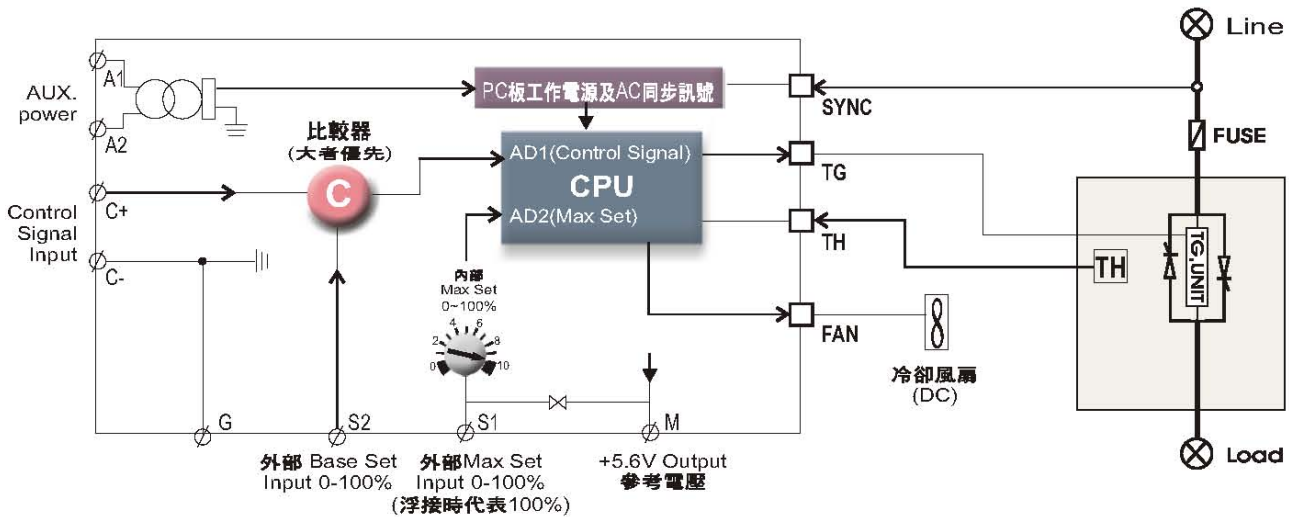 Line
A1
AUX.
power
A2
PC板工作電源及AC同步訊號
SYNC
FUSE
比較器
(大者優先)
C
AD1(Control Signal)
CPU
AD2(Max Set)
TG
TH
C+
Control
Signal
Input
C-
TH
TG.UNIT
內部
Max Set
0~100%
0
2
4
6
8
10
FAN
冷卻風扇
(DC)
G
S2
S1
M
外部 Base Set
Input 0-100%
外部Max Set
Input 0-100%
(浮接時代表100%)
+5.6V Output
參考電壓
Load